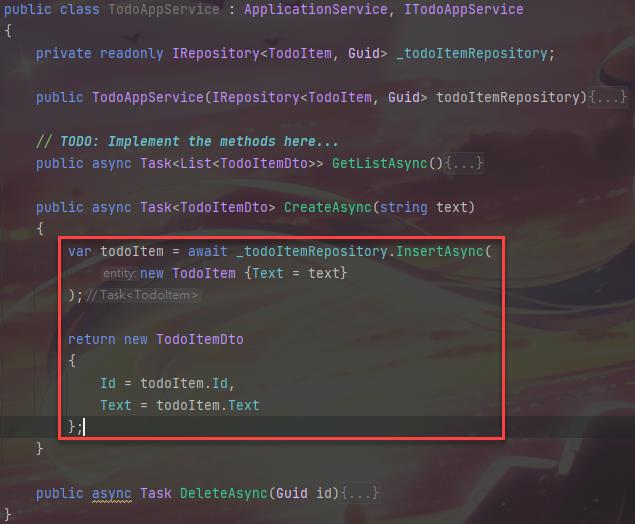 public class TodoAppService : ApplicationService, ITodoAppService
{
    private readonly IRepository<TodoItem, Guid> _todoItemRepository;
    public TodoAppService(IRepository<TodoItem, Guid> todoItemRepository){...}
    // TODO: Implement the methods here...
    public async Task<List<TodoItemDto>> GetListAsync(){...}
    public async Task<TodoItemDto> CreateAsync(string text)
    {
        var todoItem = await _todoItemRepository.InsertAsync(
            entity: new TodoItem {Text = text}
        ); // Task<TodoItem>
        return new TodoItemDto
        {
            Id = todoItem.Id,
            Text = todoItem.Text
        };
    }
    public async Task DeleteAsync(Guid id){...}
}